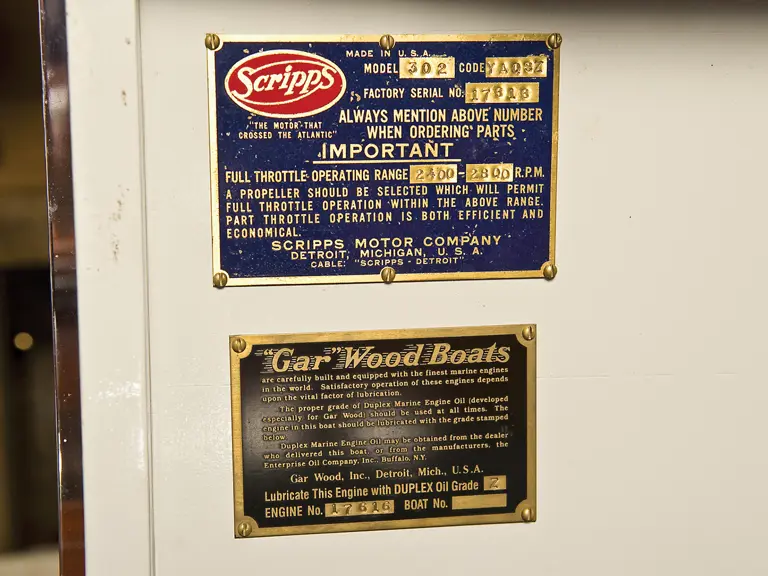 MADE IN U.S.A.
Scripps
MODEL 302 CODE
FACTORY SERIAL NO.
"THE MOTOR THAT
CROSSED THE ATLANTIC"
ALWAYS MENTION ABOVE NUMBER
WHEN ORDERING PARTS
IMPORTANT
FULL THROTTLE OPERATING RANGE 2400 - 2800 R.P.M.
A PROPELLER SHOULD BE SELECTED WHICH WILL PERMIT
FULL THROTTLE OPERATION WITHIN THE ABOVE RANGE.
PART THROTTLE OPERATION IS BOTH EFFICIENT AND
ECONOMICAL.
SCRIPPS MOTOR COMPANY
DETROIT, MICHIGAN, U. S. A.
CABLE: "SCRIPPS - DETROIT"
"Gar" Wood Boats
are carefully built and equipped with the finest marine engines
in the world. Satisfactory operation of these engines depends
upon the vital factor of lubrication.
The proper grade of Duplex Marine Engine Oil (developed
especially for Gar Wood) should be used at all times. The
engine in this boat should be lubricated with the grade stamped
below.
Duplex Marine Engine Oil may be obtained from the dealer
who delivered this boat, or from the manufacturers, the
Enterprise Oil Company, Inc., Buffalo, N.Y.
Gar Wood, Inc., Detroit, Mich., U.S.A.
Lubricate This Engine with DUPLEX Oil Grade 2
ENGINE No. 17616 BOAT No.